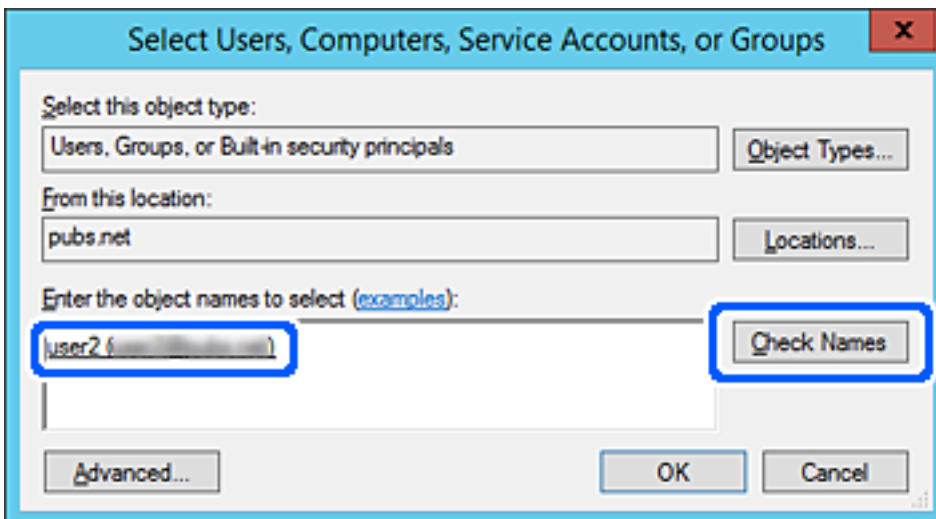 Select Users, Computers, Service Accounts, or Groups
x
Select this object type:
Users, Groups, or Built-in security principals
Object Types...
From this location:
pubs.net
Locations...
Enter the object names to select (examples):
user2 ( )
Check Names
Advanced...
OK
Cancel